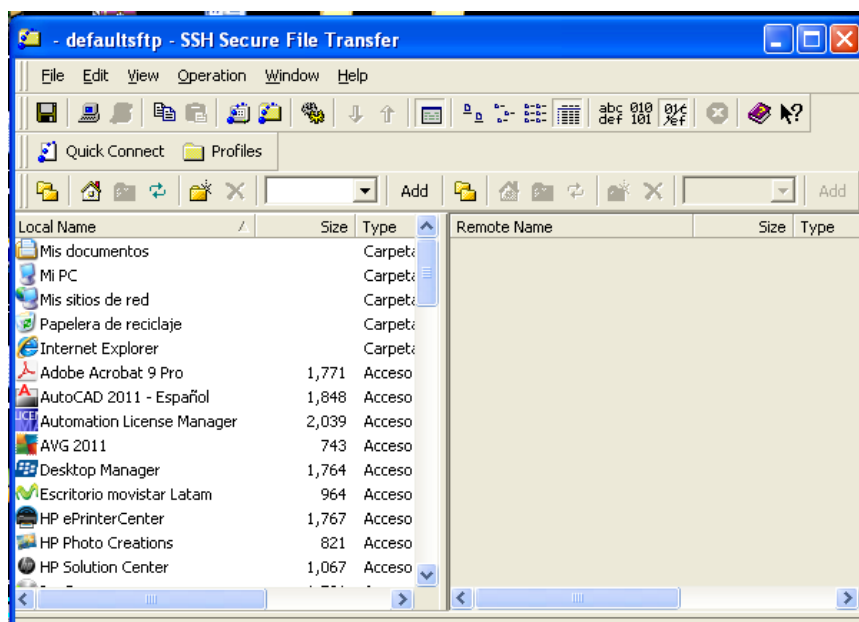 - defaultsftp - SSH Secure File Transfer
File Edit View Operation Window Help
abc def 010 101
Quick Connect Profiles
Add Add
Local Name Size Type Remote Name Size Type
Mis documentos Carpeta
Mi PC Carpeta
Mis sitios de red Carpeta
Papelera de reciclaje Carpeta
Internet Explorer Carpeta
Adobe Acrobat 9 Pro 1,771 Acceso
AutoCAD 2011 - Español 1,848 Acceso
Automation License Manager 2,039 Acceso
AVG 2011 743 Acceso
Desktop Manager 1,764 Acceso
Escritorio movistar Latam 964 Acceso
HP ePrinterCenter 1,767 Acceso
HP Photo Creations 821 Acceso
HP Solution Center 1,067 Acceso